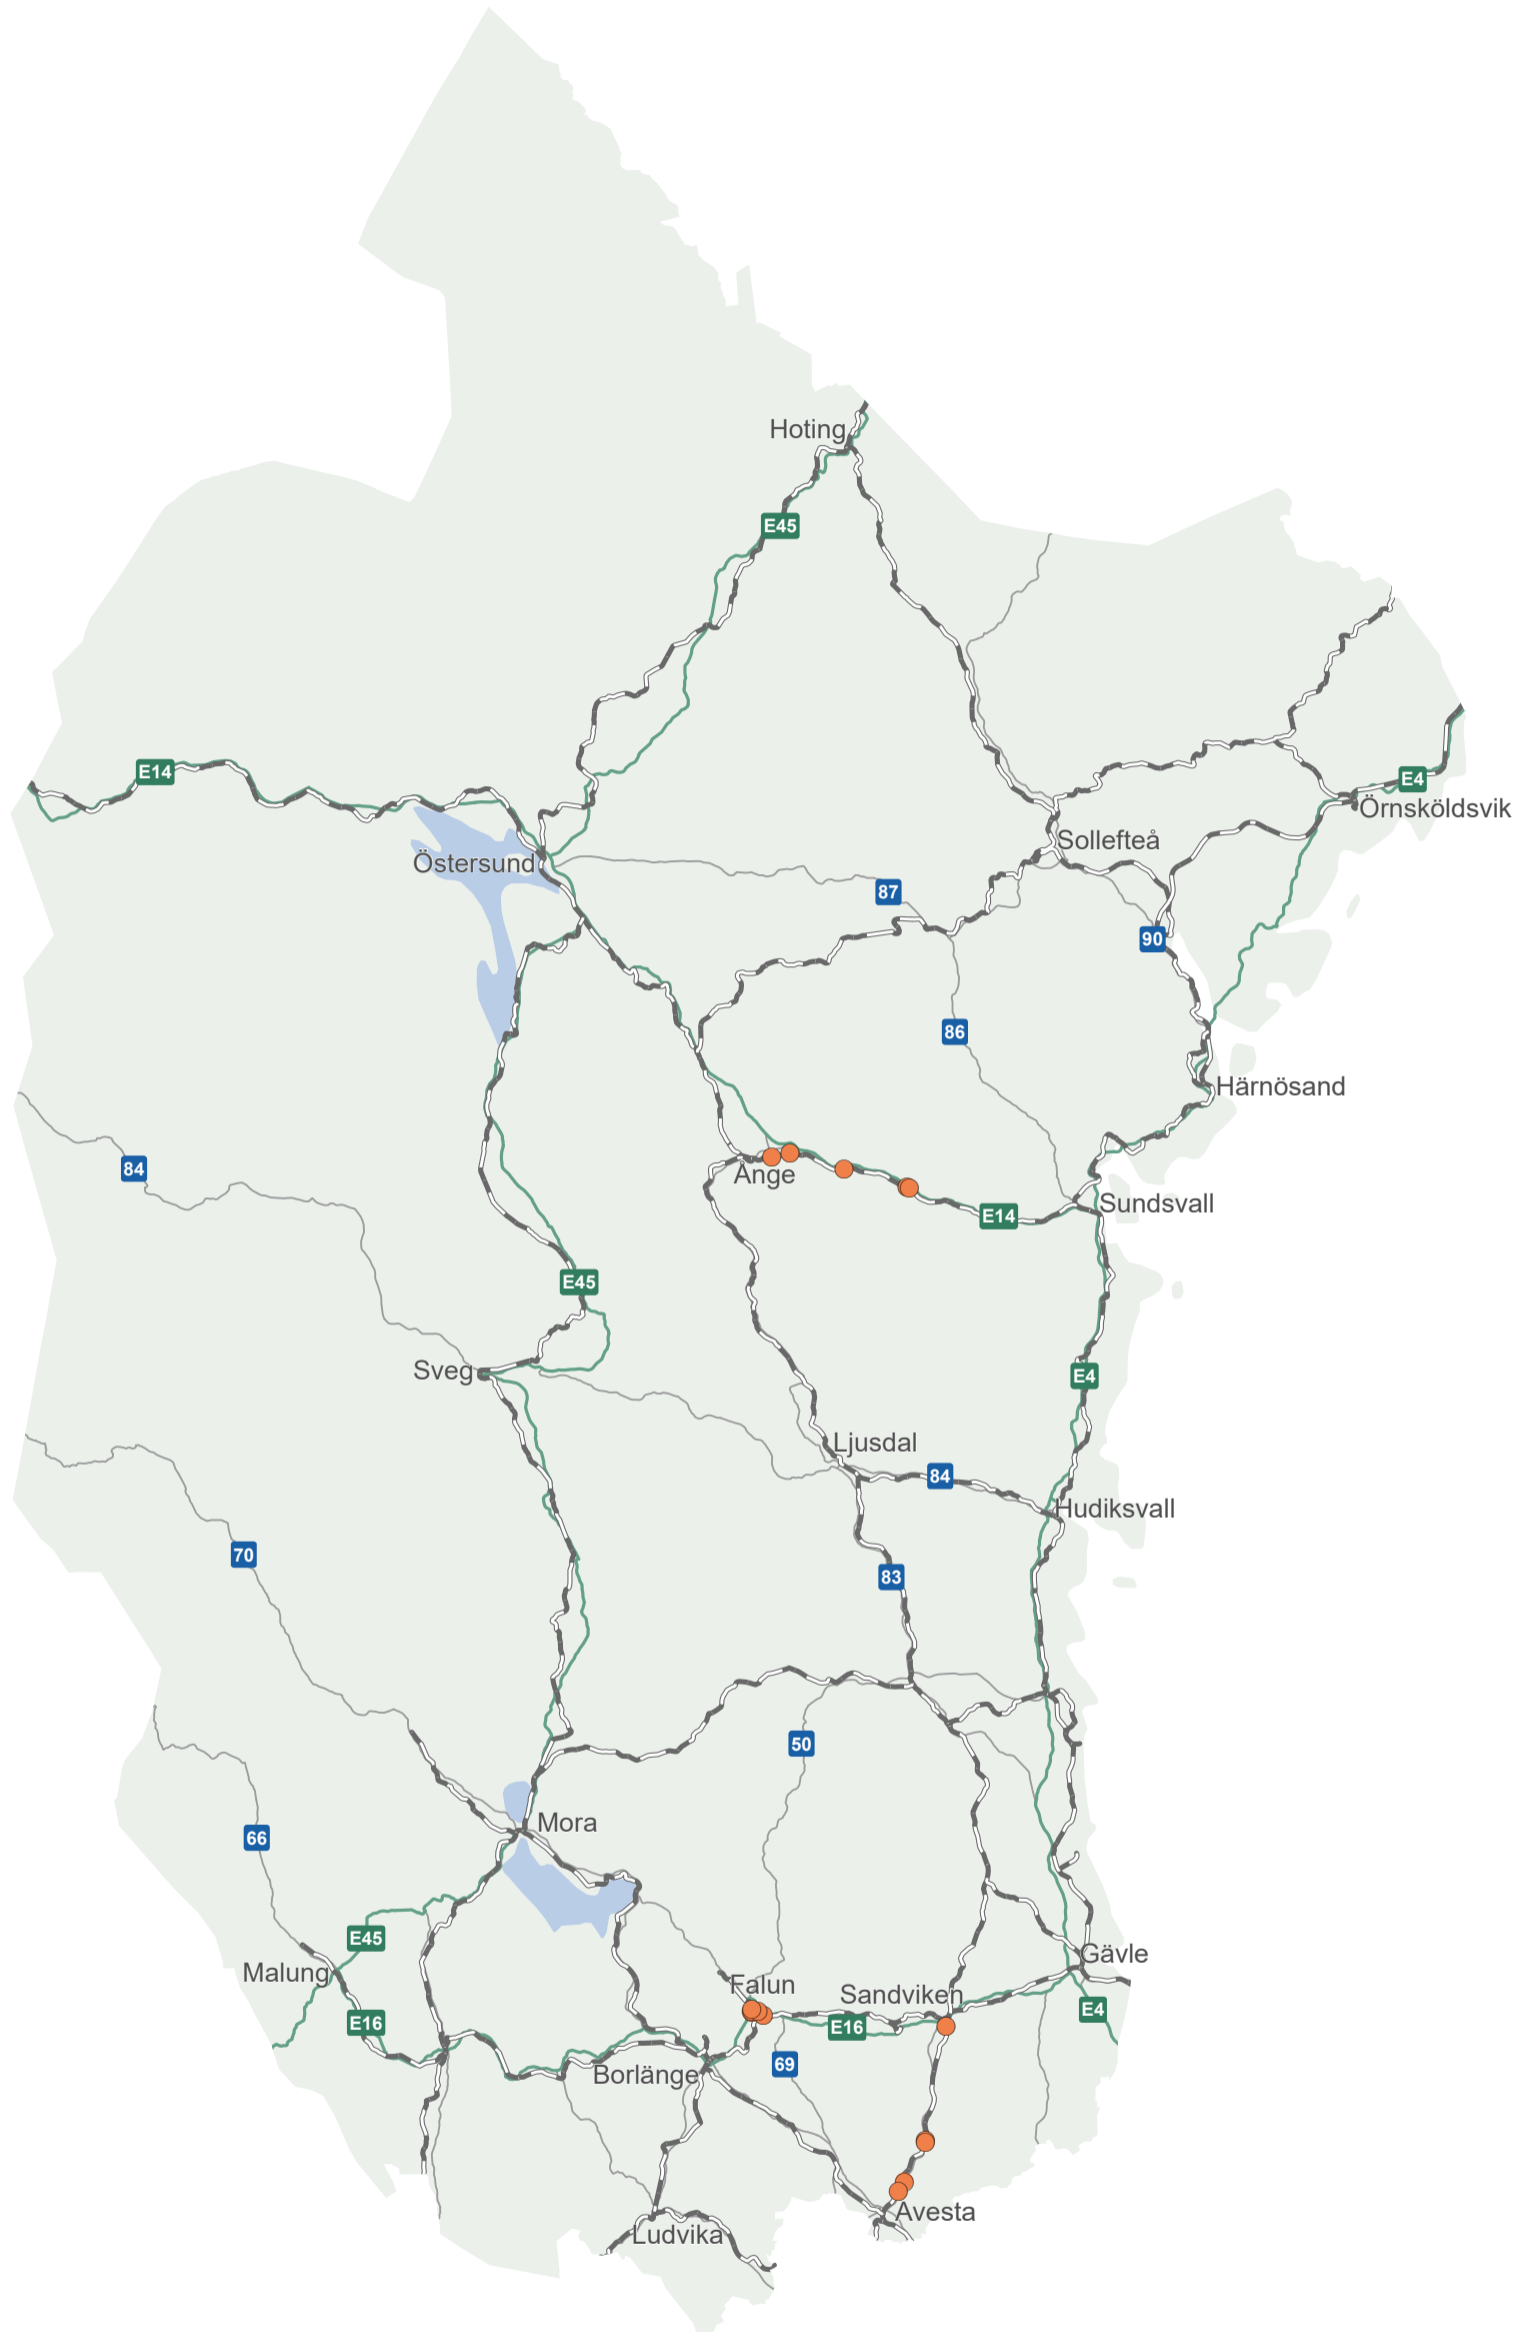 Hoting
E45
E14
E4
Örnsköldsvik
Sollefteå
Östersund
87
90
86
Härnösand
84
Ånge
Sundsvall
E14
E45
Sveg
E4
Ljusdal
84
Hudiksvall
70
83
50
Mora
66
E45
Gävle
Malung
Falun
Sandviken
E4
E16
E16
69
Borlänge
Avesta
Ludvika